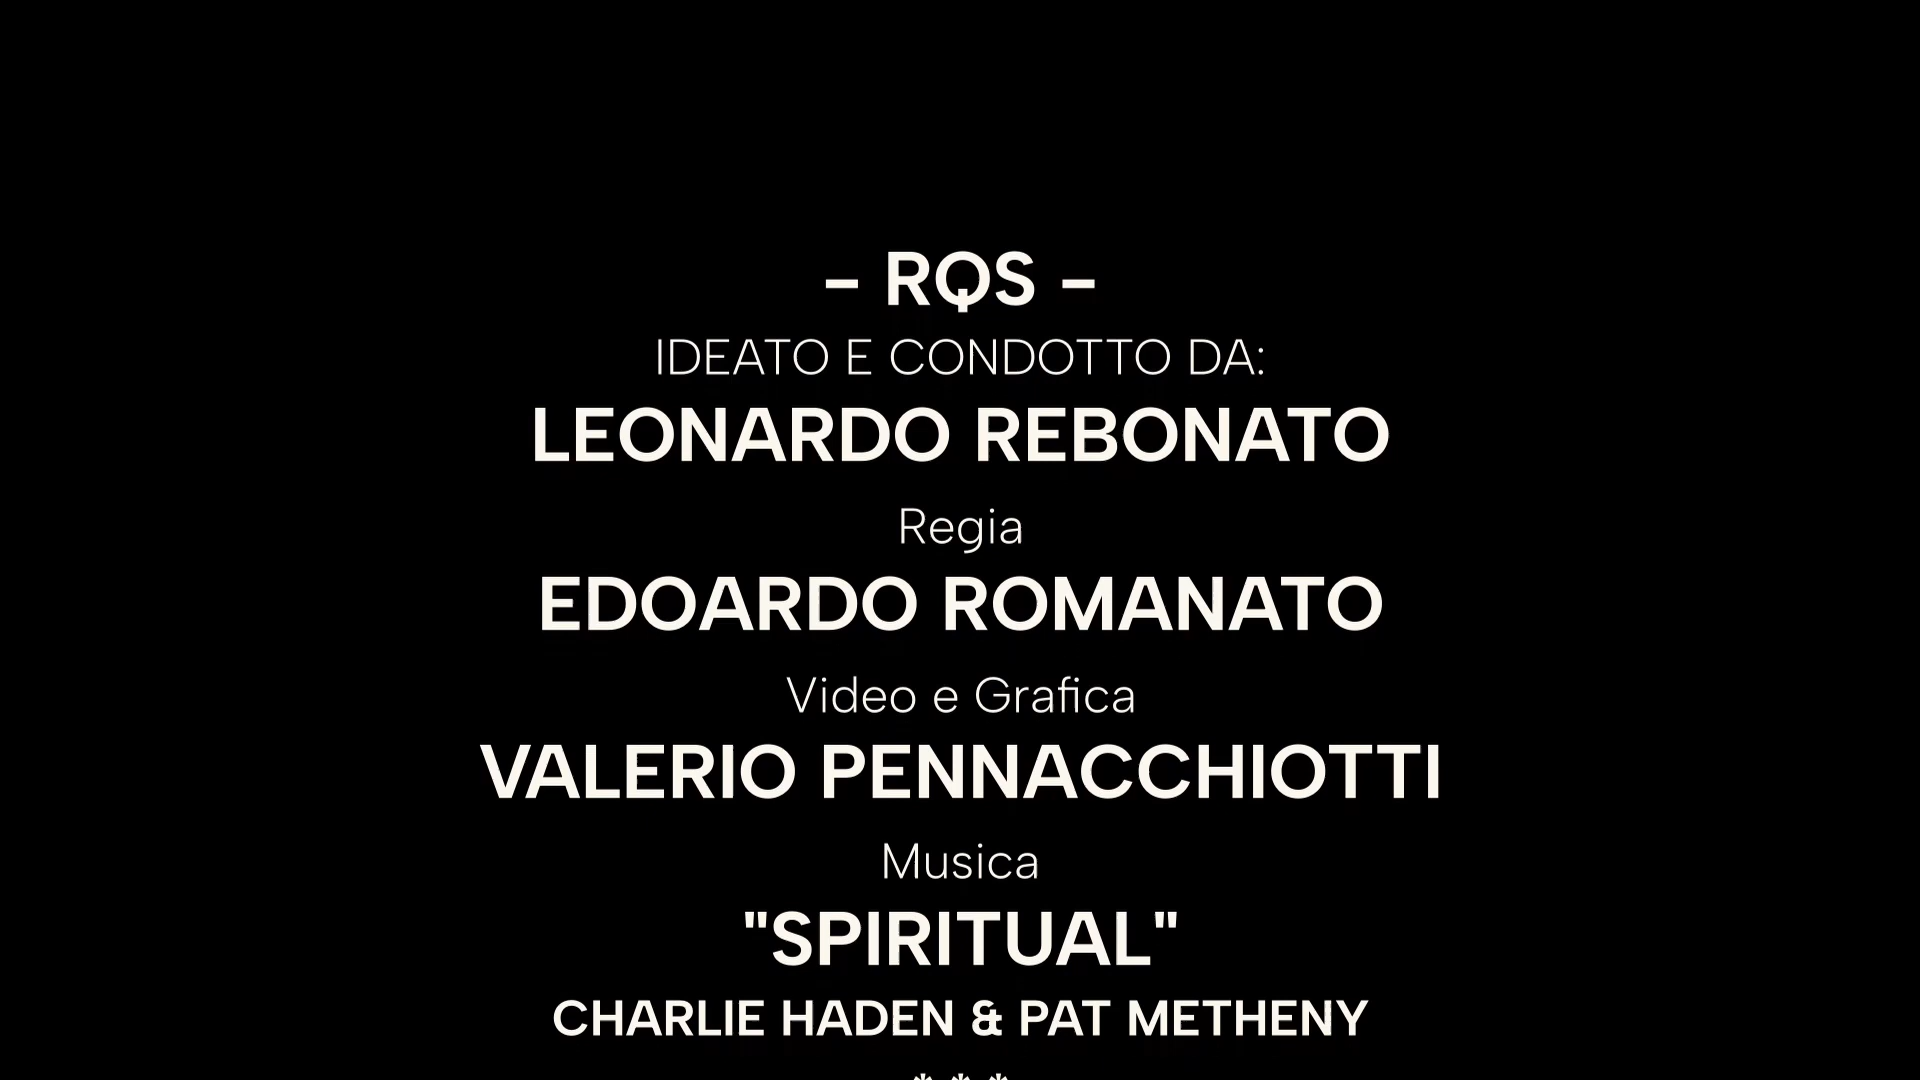 – RQS –
IDEATO E CONDOTTO DA:
LEONARDO REBONATO
Regia
EDOARDO ROMANATO
Video e Grafica
VALERIO PENNACCHIOTTI
Musica
"SPIRITUAL"
CHARLIE HADEN & PAT METHENY
* * *